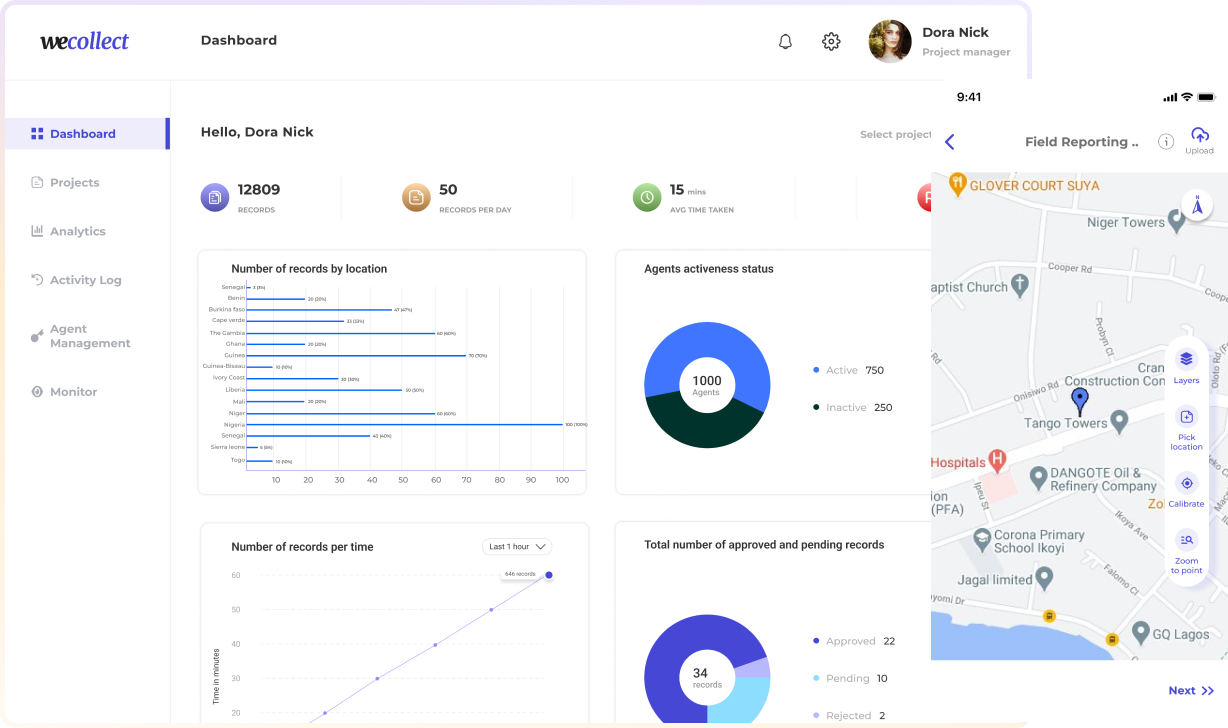 wecollect
Dashboard
Dora Nick
Project manager
Dashboard
Projects
Analytics
Activity Log
Agent
Management
Monitor
Hello, Dora Nick
Select project
12809
RECORDS
50
RECORDS PER DAY
15 mins
AVG TIME TAKEN
Number of records by location
Senegal 3 (3%)
Benin 20 (20%)
Burkina faso 47 (47%)
Cape verde 33 (33%)
The Gambia 60 (60%)
Ghana 20 (20%)
Guinea 70 (70%)
Guinea-Bissau 10 (10%)
Ivory Coast 30 (30%)
Liberia 50 (50%)
Mali 20 (20%)
Niger 60 (60%)
Nigeria 100 (100%)
Senegal 40 (40%)
Sierra leone 5 (5%)
Togo 10 (10%)
10 20 30 40 50 60 70 80 90 100
Agents activeness status
1000
Agents
Active 750
Inactive 250
Number of records per time
Last 1 hour
646 records
60
50
40
30
20
Time in minutes
Total number of approved and pending records
34
records
Approved 22
Pending 10
Rejected 2
9:41
Field Reporting ..
Upload
GLOVER COURT SUYA
N
Niger Towers
Cooper Rd
Coope
aptist Church
Probyn Cl
Rd
Oloto Rd
Onisiwo Rd
Cran
Construction Con
Tango Towers
Hospitals
H
DANGOTE Oil &
Refinery Company
Ipeu St
ion
(PFA)
Zo
Ikoya Ave
Corona Primary
School Ikoyi
Jagal limited
Falomo Cl
yomi Dr
GQ Lagos
Layers
Pick
location
Calibrate
Zoom
to point
Next